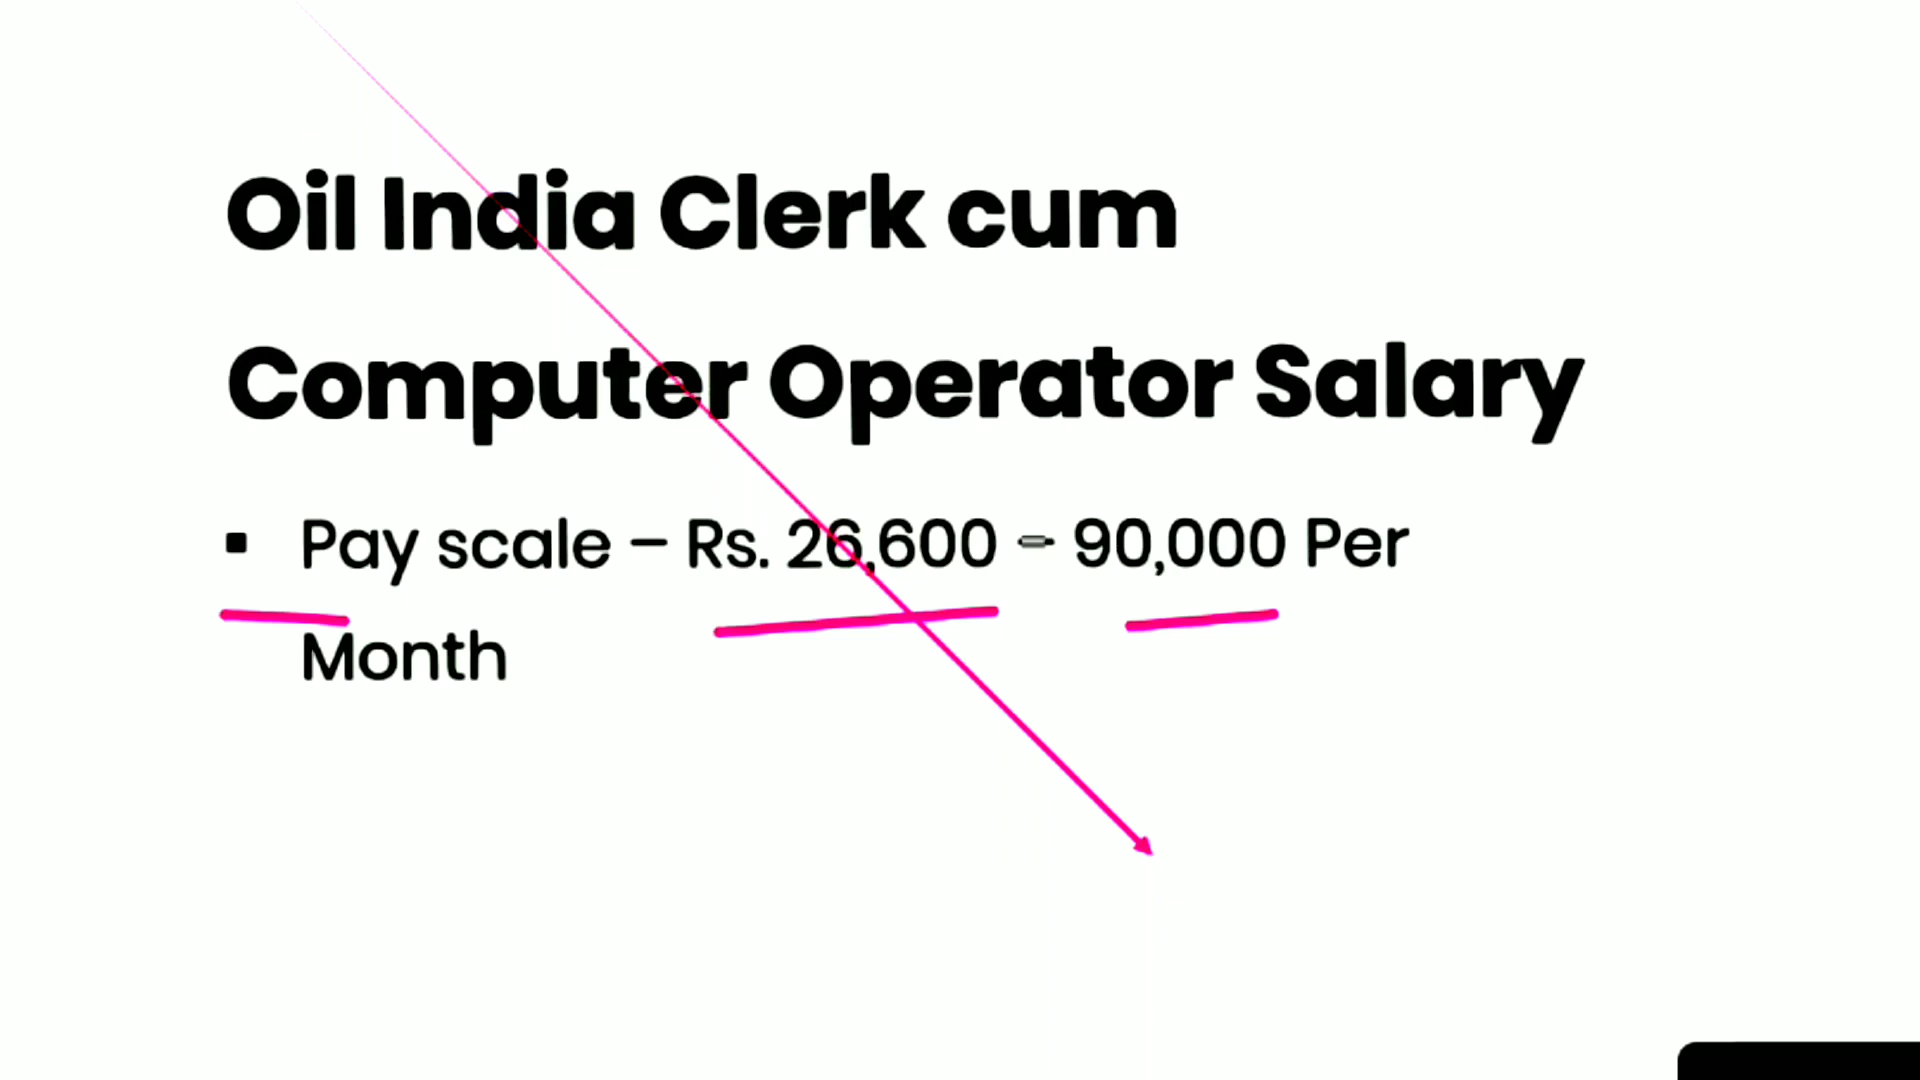 Oil India Clerk cum
Computer Operator Salary
▪ Pay scale – Rs. 26,600 – 90,000 Per
Month